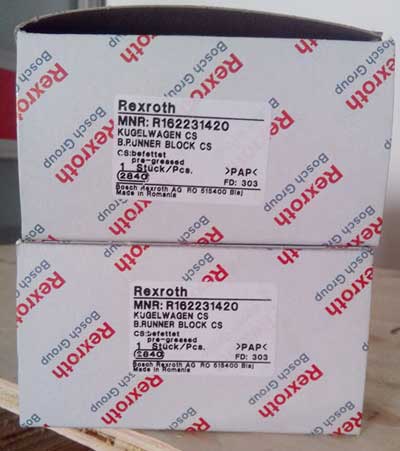 Rexroth
Bosch Group
Rexroth
MNR: R162231420
KUGELWAGEN CS
B.RUNNER BLOCK CS
CS:befettet
pre-greased
1 Stück/Pcs. >PAP<
2840 FD: 303
Bosch Rexroth AG RO 515400 Blaj
Made in Romania
Rexroth
Bosch Group
Rexroth
MNR: R162231420
KUGELWAGEN CS
B.RUNNER BLOCK CS
CS:befettet
pre-greased
1 Stück/Pcs. >PAP<
2840 FD: 303
Bosch Rexroth AG RO 515400 Blaj
Made in Romania